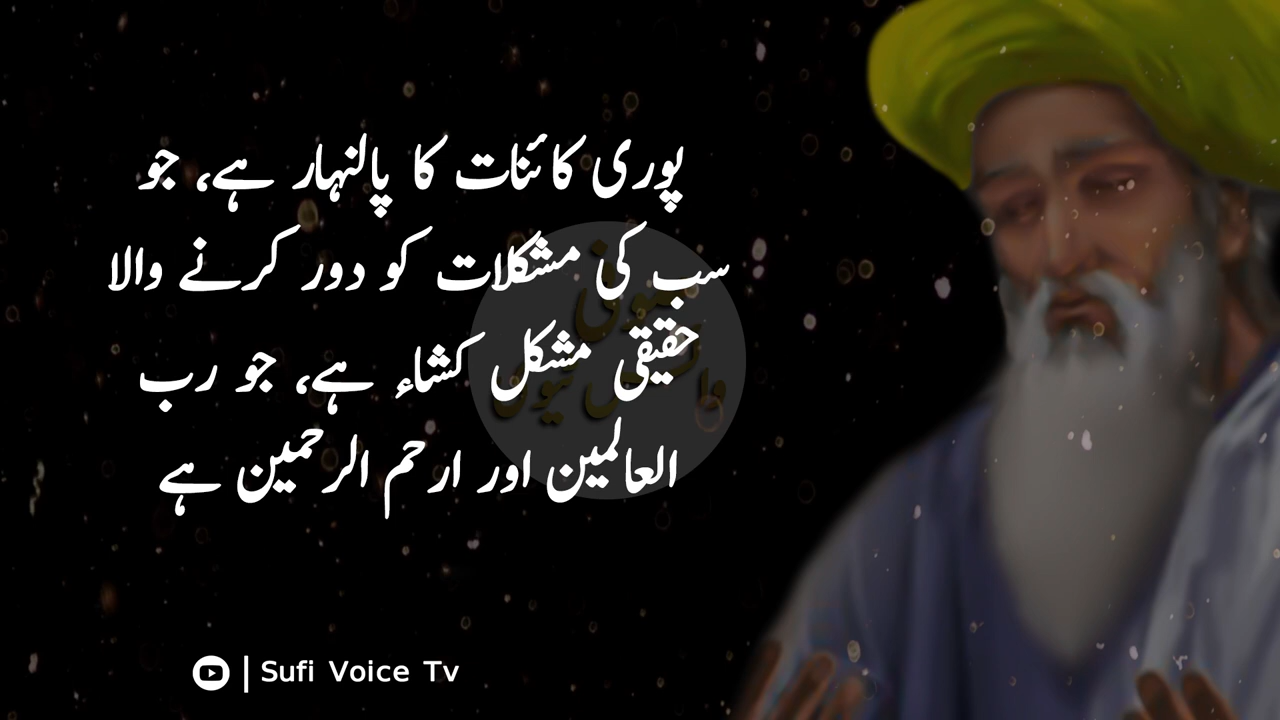 پوری کائنات کا پالنہار ہے، جو
سب کی مشکلات کو دور کرنے والا
حقیقی مشکل کشاء ہے، جو رب
العالمین اور ارحم الرحمین ہے
صوفی
Sufi Voice Tv